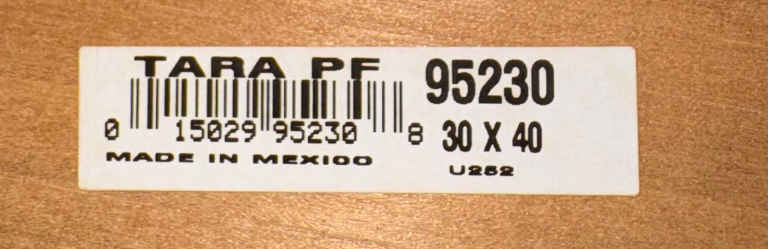 TARA PF 95230
0 15029 95230 8 30 X 40
MADE IN MEXICO
U252